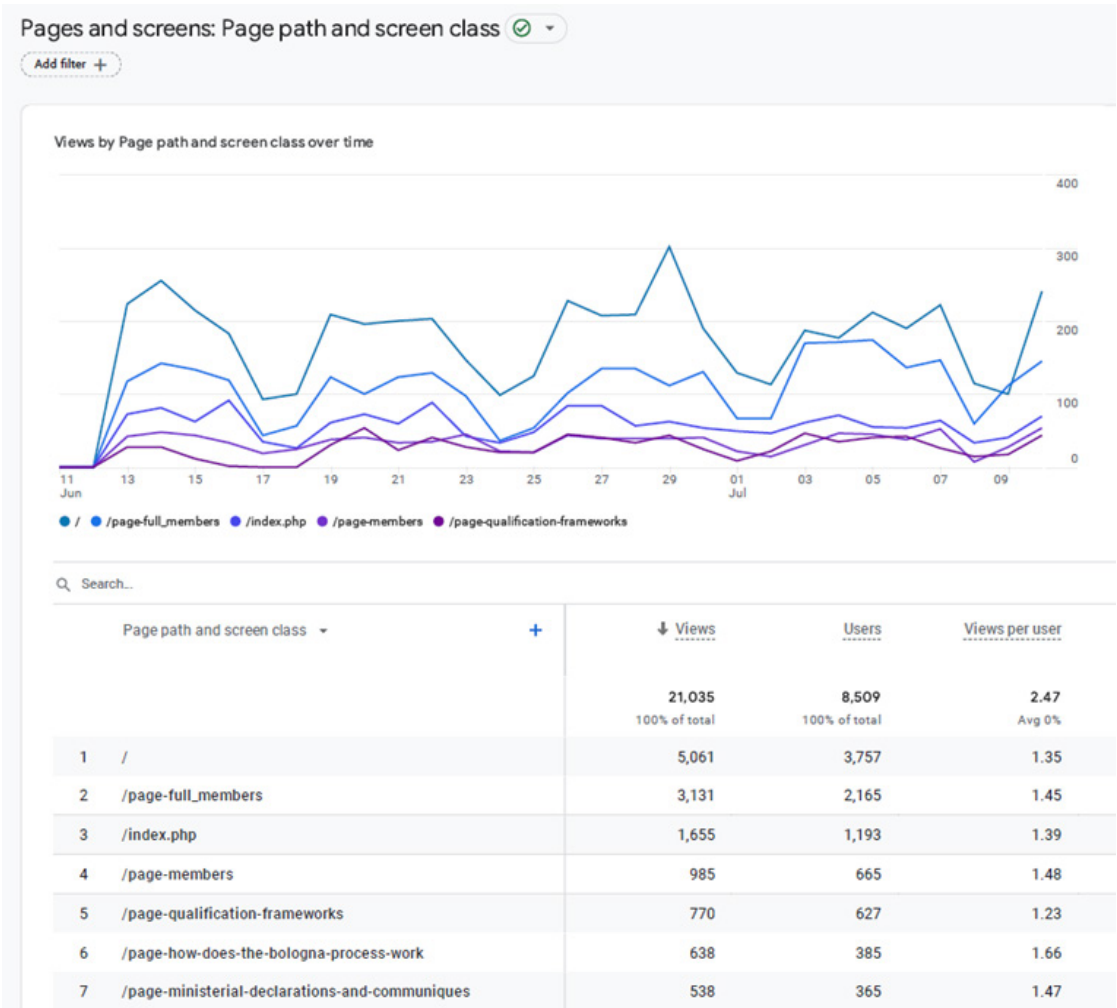 Pages and screens: Page path and screen class
Add filter +
Views by Page path and screen class over time
400
300
200
100
0
11 13 15 17 19 21 23 25 27 29 01 03 05 07 09
Jun Jul
/ /page-full_members /index.php /page-members /page-qualification-frameworks
Search...
Page path and screen class + Views Users Views per user
21,035 8,509 2.47
100% of total 100% of total Avg 0%
1 / 5,061 3,757 1.35
2 /page-full_members 3,131 2,165 1.45
3 /index.php 1,655 1,193 1.39
4 /page-members 985 665 1.48
5 /page-qualification-frameworks 770 627 1.23
6 /page-how-does-the-bologna-process-work 638 385 1.66
7 /page-ministerial-declarations-and-communiques 538 365 1.47